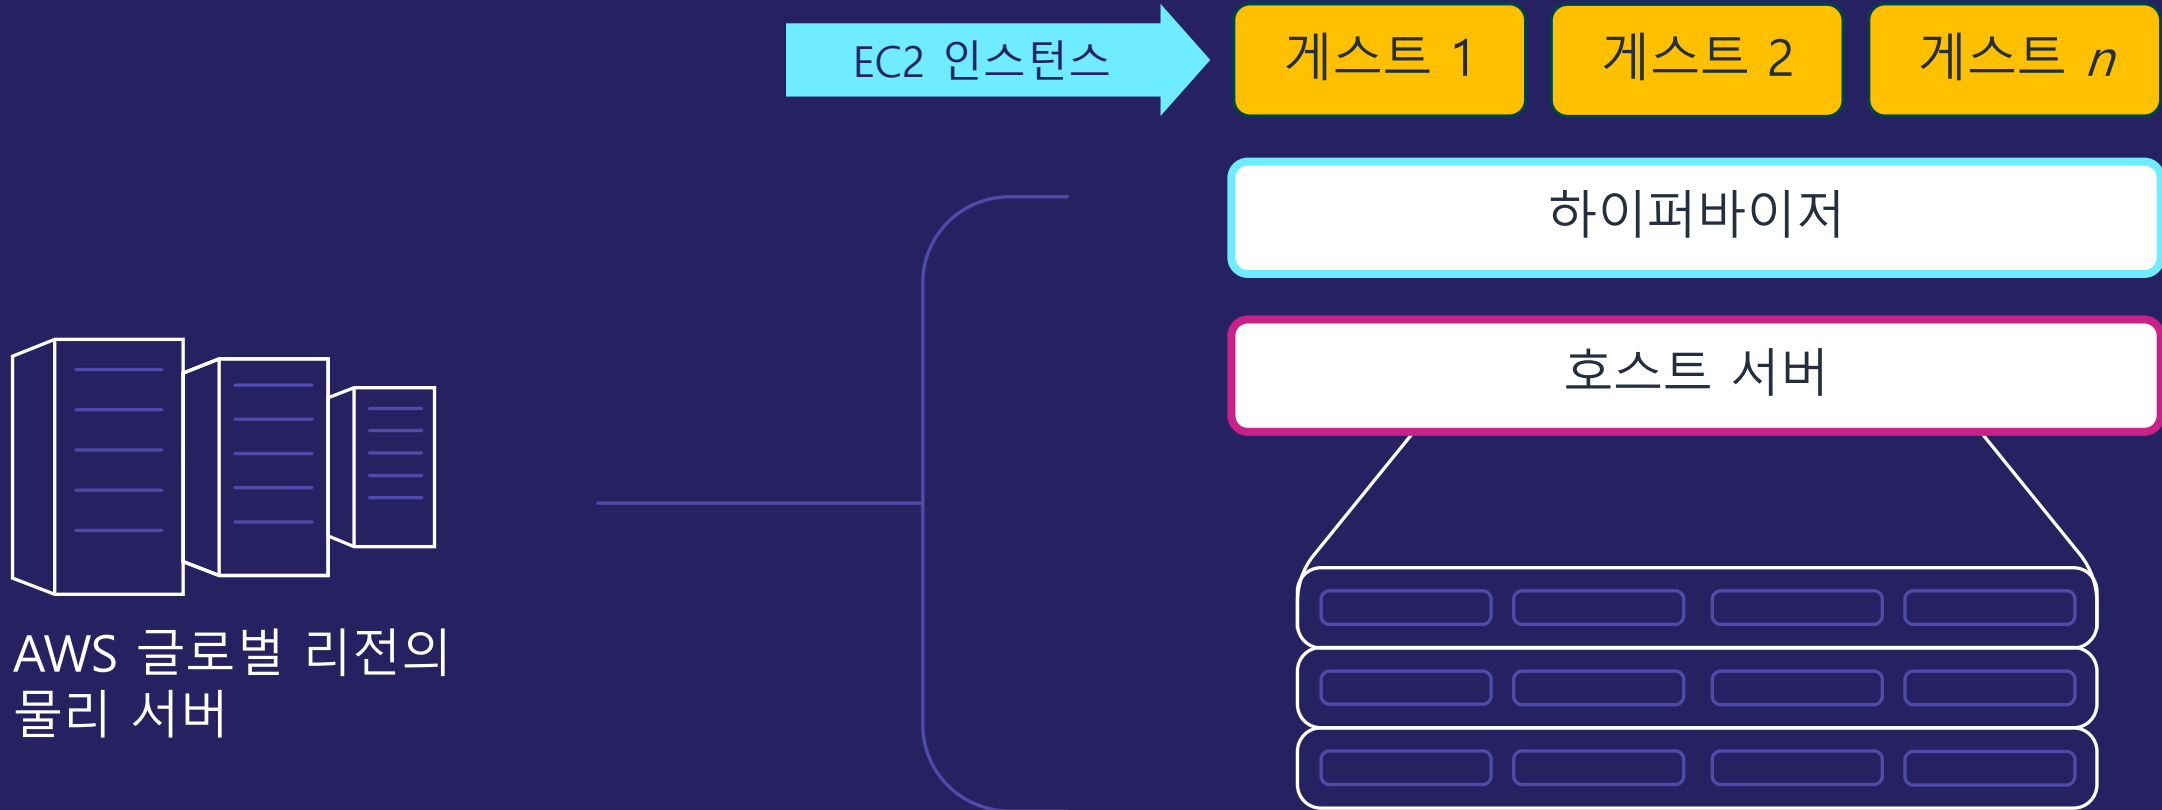 EC2 인스턴스
게스트 1
게스트 2
게스트 n
하이퍼바이저
호스트 서버
AWS 글로벌 리전의
물리 서버